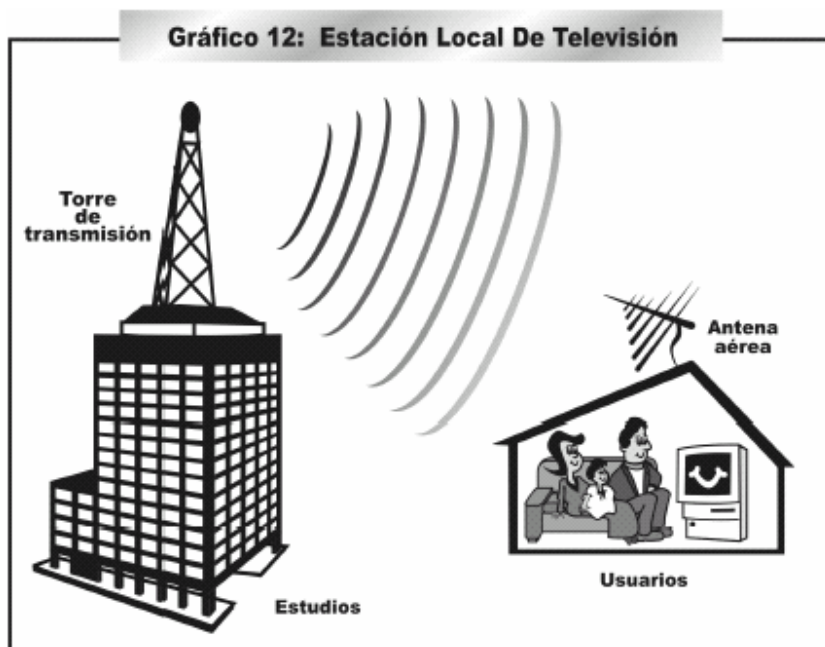 Gráfico 12: Estación Local De Televisión
Torre
de
transmisión
Antena
aérea
Usuarios
Estudios